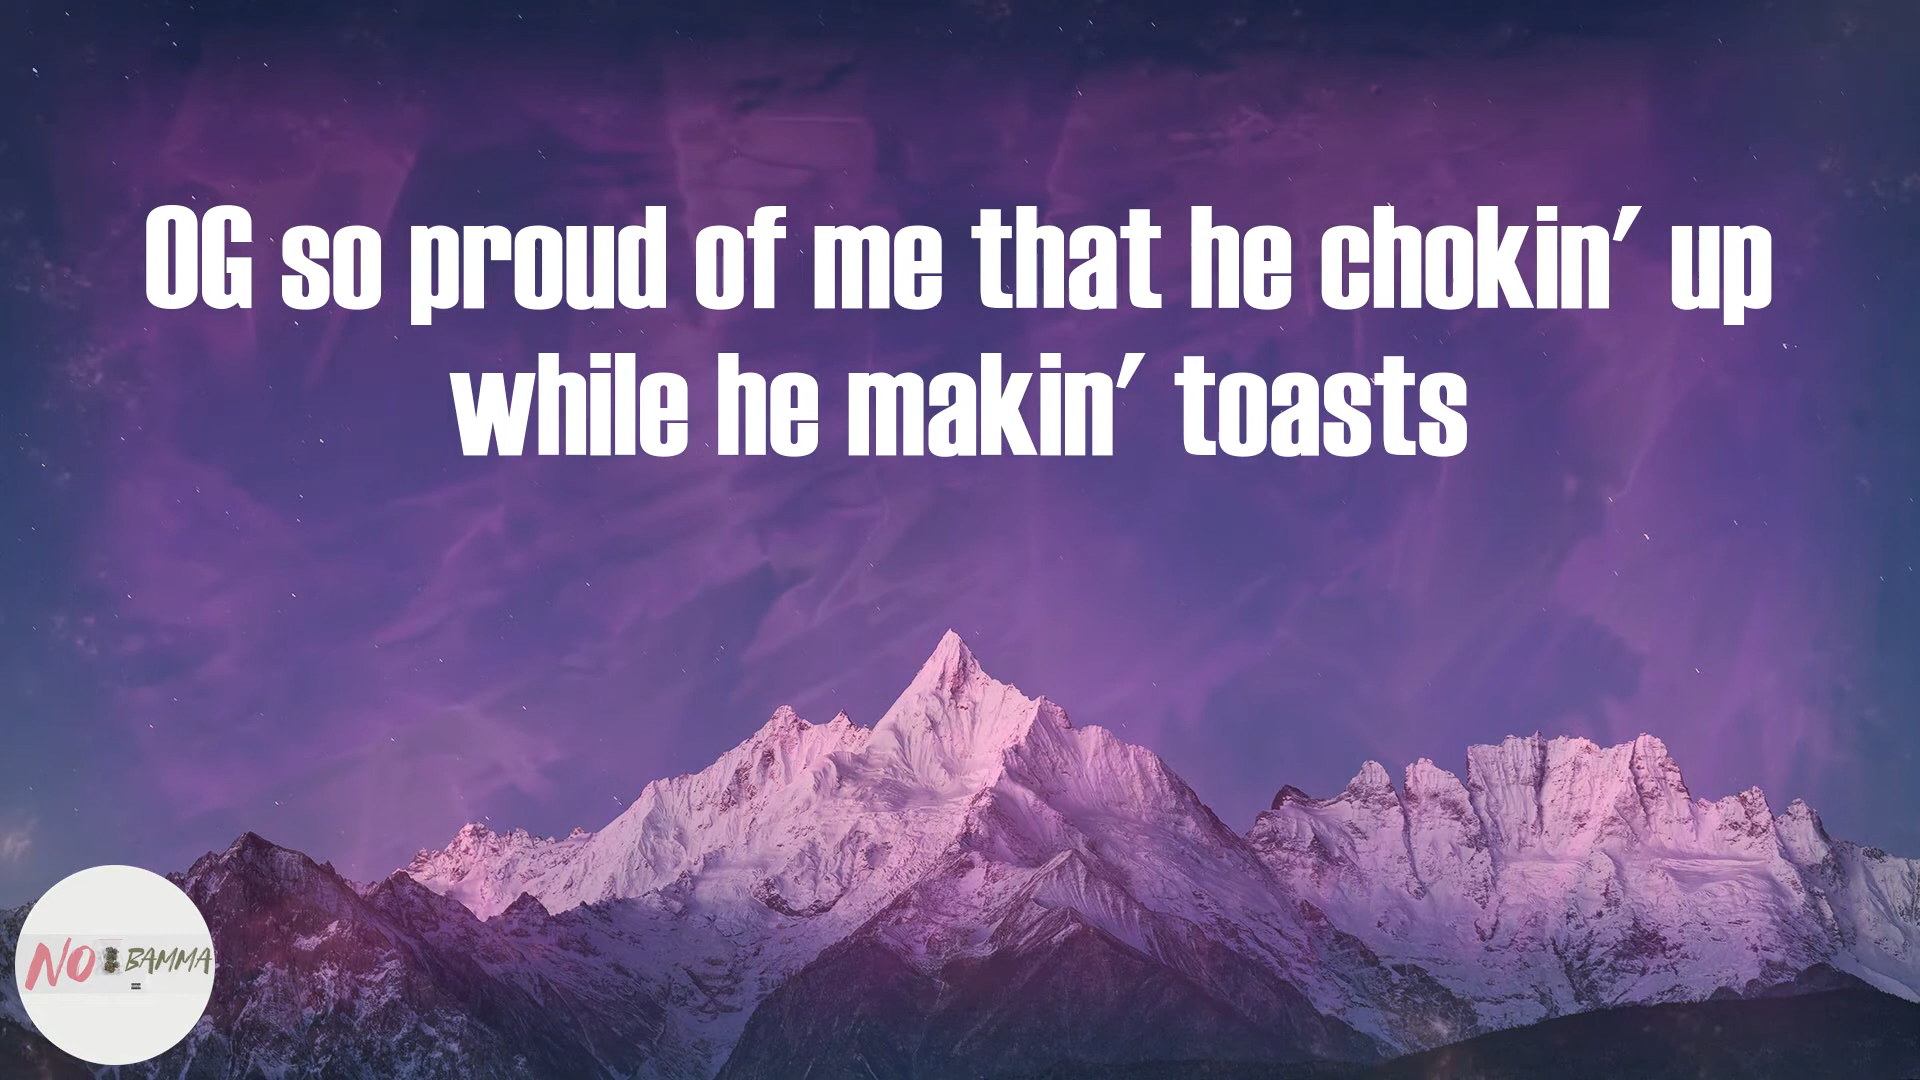 OG so proud of me that he chokin' up
while he makin' toasts
NO BAMMA